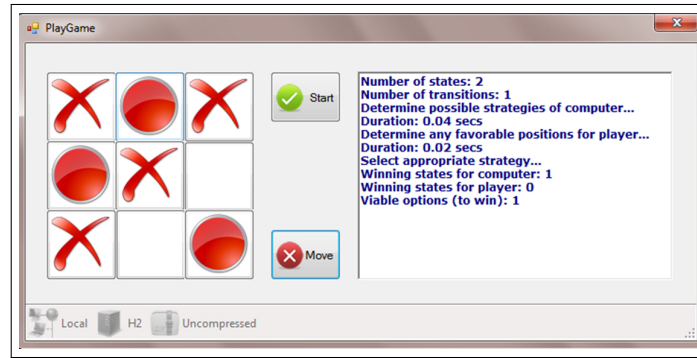 PlayGame
Start
Move
Number of states: 2
Number of transitions: 1
Determine possible strategies of computer...
Duration: 0.04 secs
Determine any favorable positions for player...
Duration: 0.02 secs
Select appropriate strategy...
Winning states for computer: 1
Winning states for player: 0
Viable options (to win): 1
Local H2 Uncompressed